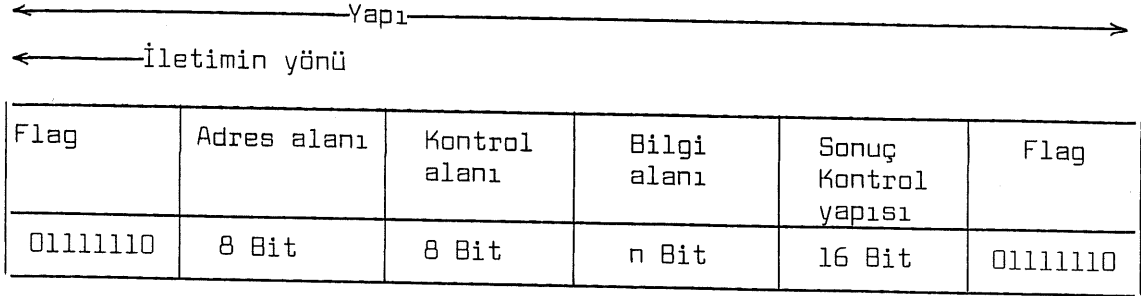 Yapı
İletimin yönü
Flag Adres alanı Kontrol alanı Bilgi alanı Sonuç Kontrol yapısı Flag
01111110 8 Bit 8 Bit n Bit 16 Bit 01111110